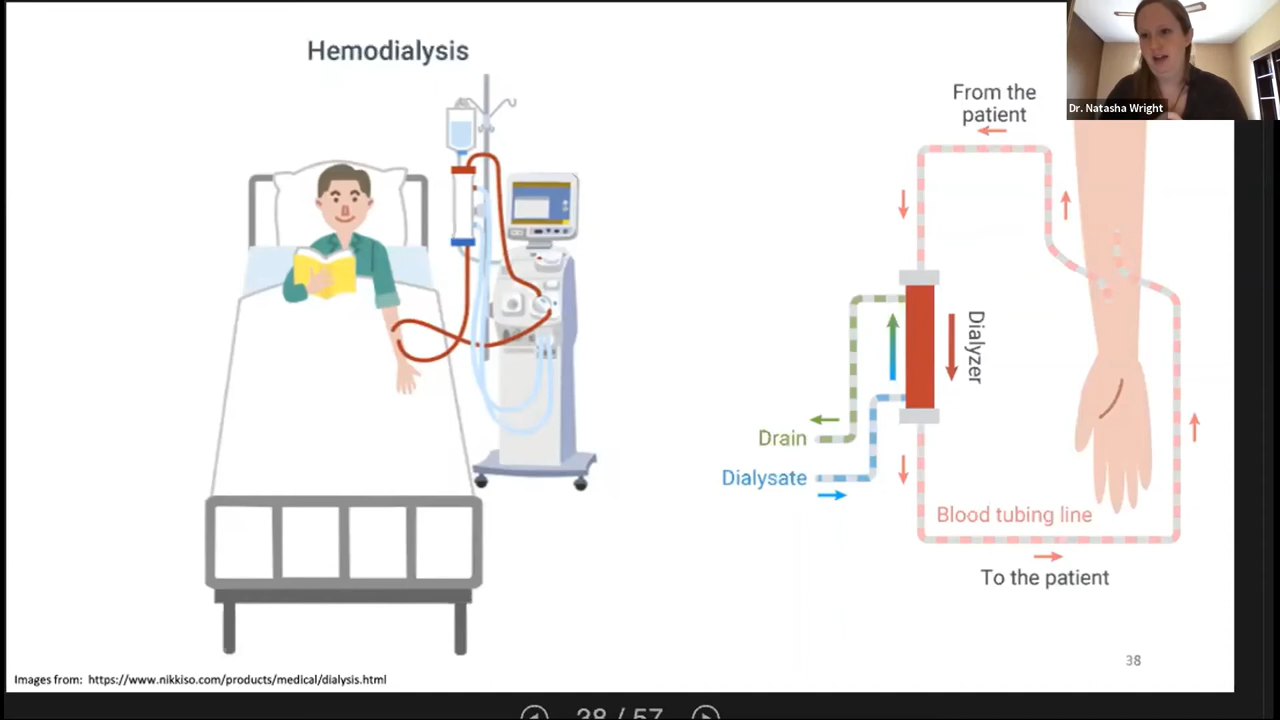 Hemodialysis
Dr. Natasha Wright
From the
patient
Dialyzer
Drain
Dialysate
Blood tubing line
To the patient
38
Images from: https://www.nikkiso.com/products/medical/dialysis.html
38 / 57